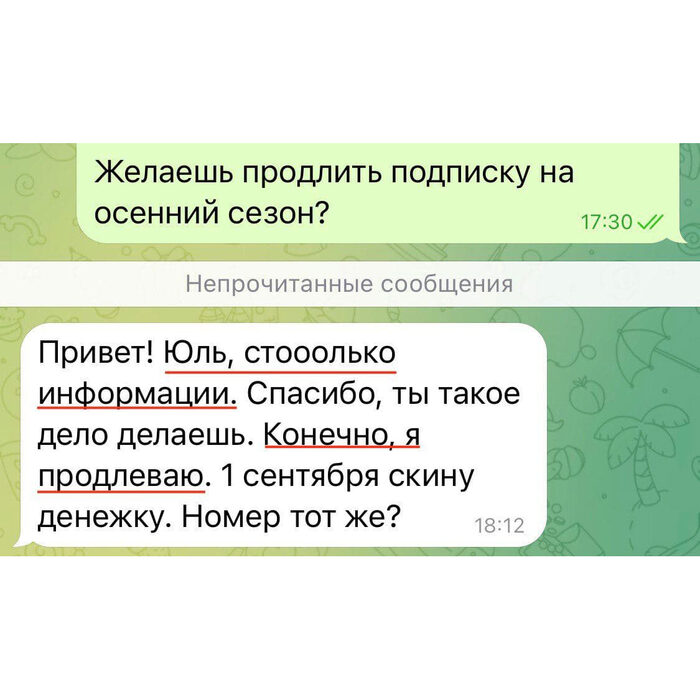 Желаешь продлить подписку на
осенний сезон?
17:30
Непрочитанные сообщения
Привет! Юль, стооолько
информации. Спасибо, ты такое
дело делаешь. Конечно, я
продлеваю. 1 сентября скину
денежку. Номер тот же?
18:12